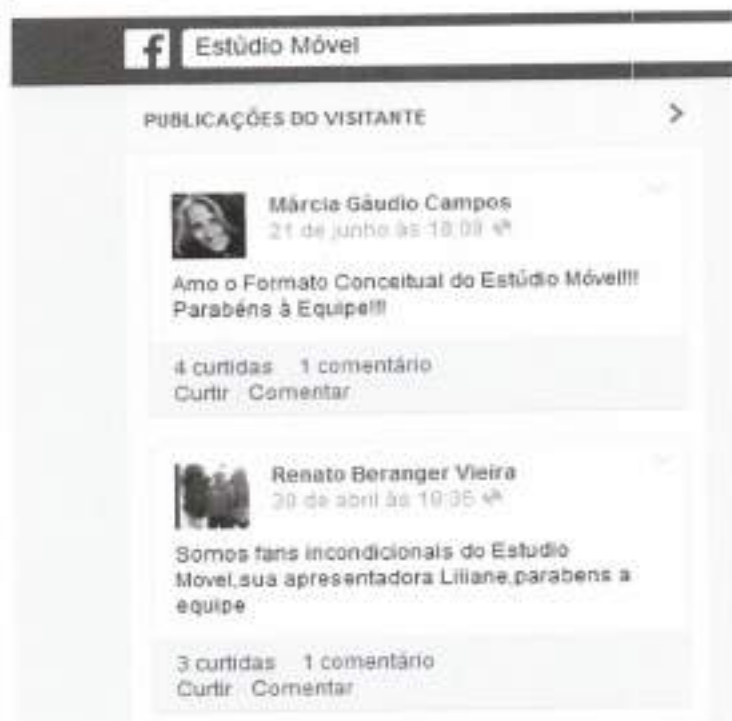 f Estúdio Móvel
PUBLICAÇÕES DO VISITANTE >
Márcia Gáudio Campos
21 de junho às 18:09
Amo o Formato Conceitual do Estúdio Móvel!!!
Parabéns à Equipe!!!
4 curtidas 1 comentário
Curtir Comentar
Renato Beranger Vieira
30 de abril às 19:35
Somos fans incondicionais do Estudio
Movel,sua apresentadora Liliane,parabens a
equipe
3 curtidas 1 comentário
Curtir Comentar